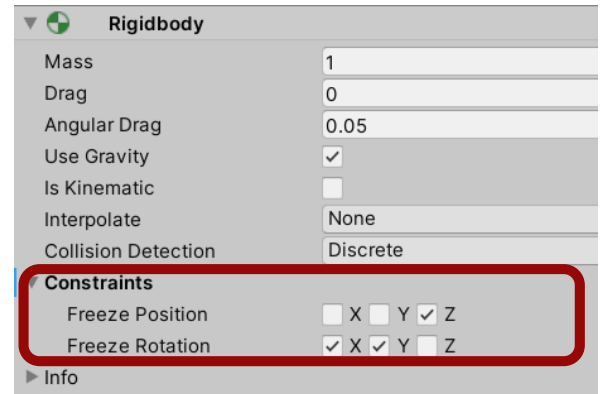 Rigidbody
Mass 1
Drag 0
Angular Drag 0.05
Use Gravity
Is Kinematic
Interpolate None
Collision Detection Discrete
Constraints
Freeze Position X Y Z
Freeze Rotation X Y Z
Info